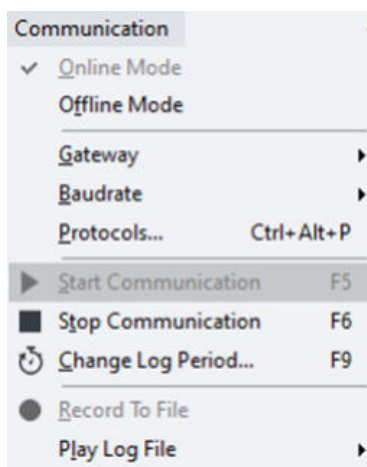 Communication
Online Mode
Offline Mode
Gateway
Baudrate
Protocols... Ctrl+Alt+P
Start Communication F5
Stop Communication F6
Change Log Period... F9
Record To File
Play Log File